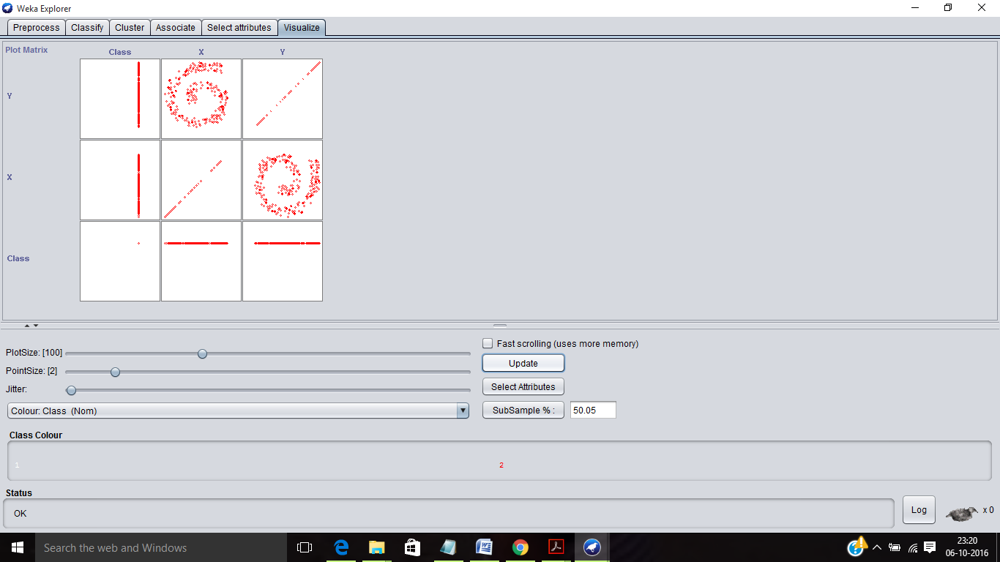 Weka Explorer
Preprocess Classify Cluster Associate Select attributes Visualize
Plot Matrix Class X Y
Y
X
Class
PlotSize: [100]
PointSize: [2]
Jitter:
Colour: Class (Nom)
Fast scrolling (uses more memory)
Update
Select Attributes
SubSample % : 50.05
Class Colour
1 2
Status
OK
Log x 0
Search the web and Windows
23:20
06-10-2016